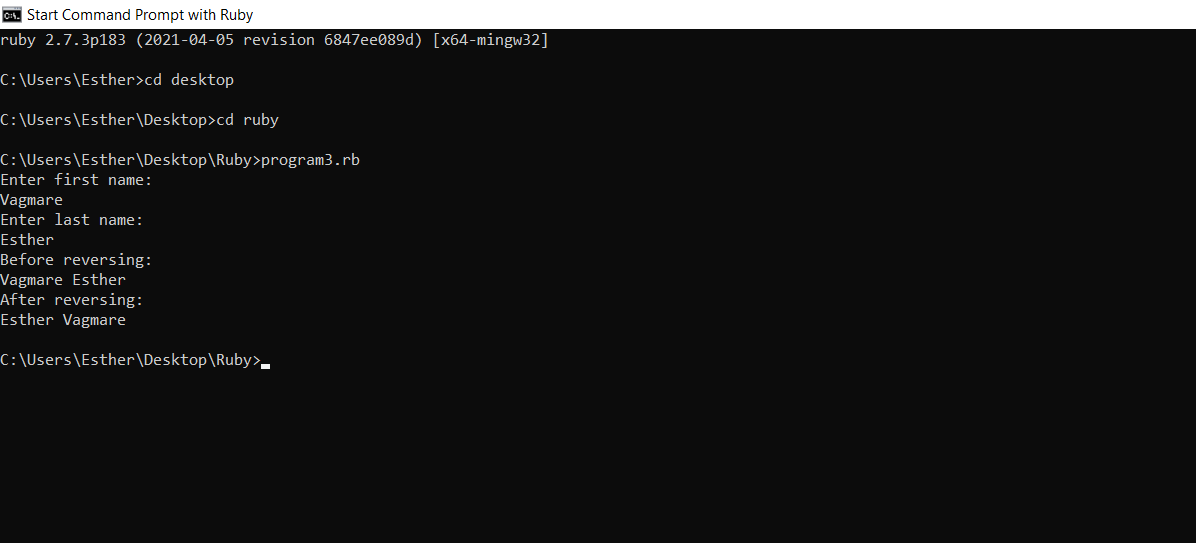 Start Command Prompt with Ruby
ruby 2.7.3p183 (2021-04-05 revision 6847ee089d) [x64-mingw32]
C:\Users\Esther>cd desktop
C:\Users\Esther\Desktop>cd ruby
C:\Users\Esther\Desktop\Ruby>program3.rb
Enter first name:
Vagmare
Enter last name:
Esther
Before reversing:
Vagmare Esther
After reversing:
Esther Vagmare
C:\Users\Esther\Desktop\Ruby>